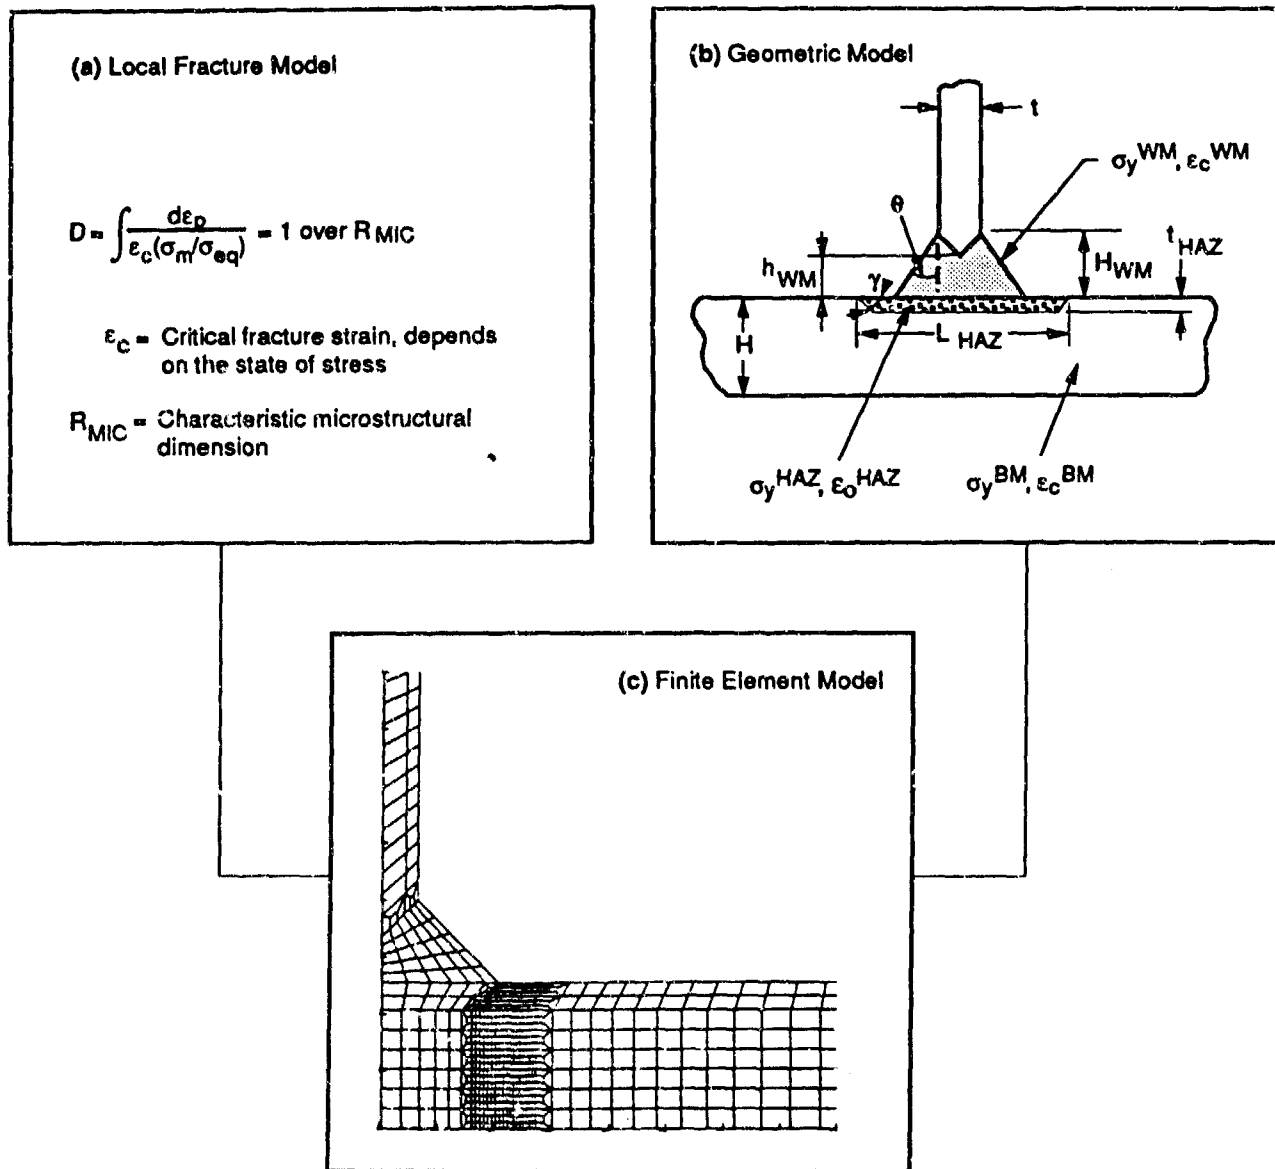 (a) Local Fracture Model
D = ∫ dεp / εc(σm/σeq) = 1 over RMIC
εc = Critical fracture strain, depends
on the state of stress
RMIC = Characteristic microstructural
dimension
(b) Geometric Model
t
σy^WM, εc^WM
θ
tHAZ
hWM
HWM
γ
H
L HAZ
σy^HAZ, εo^HAZ
σy^BM, εc^BM
(c) Finite Element Model